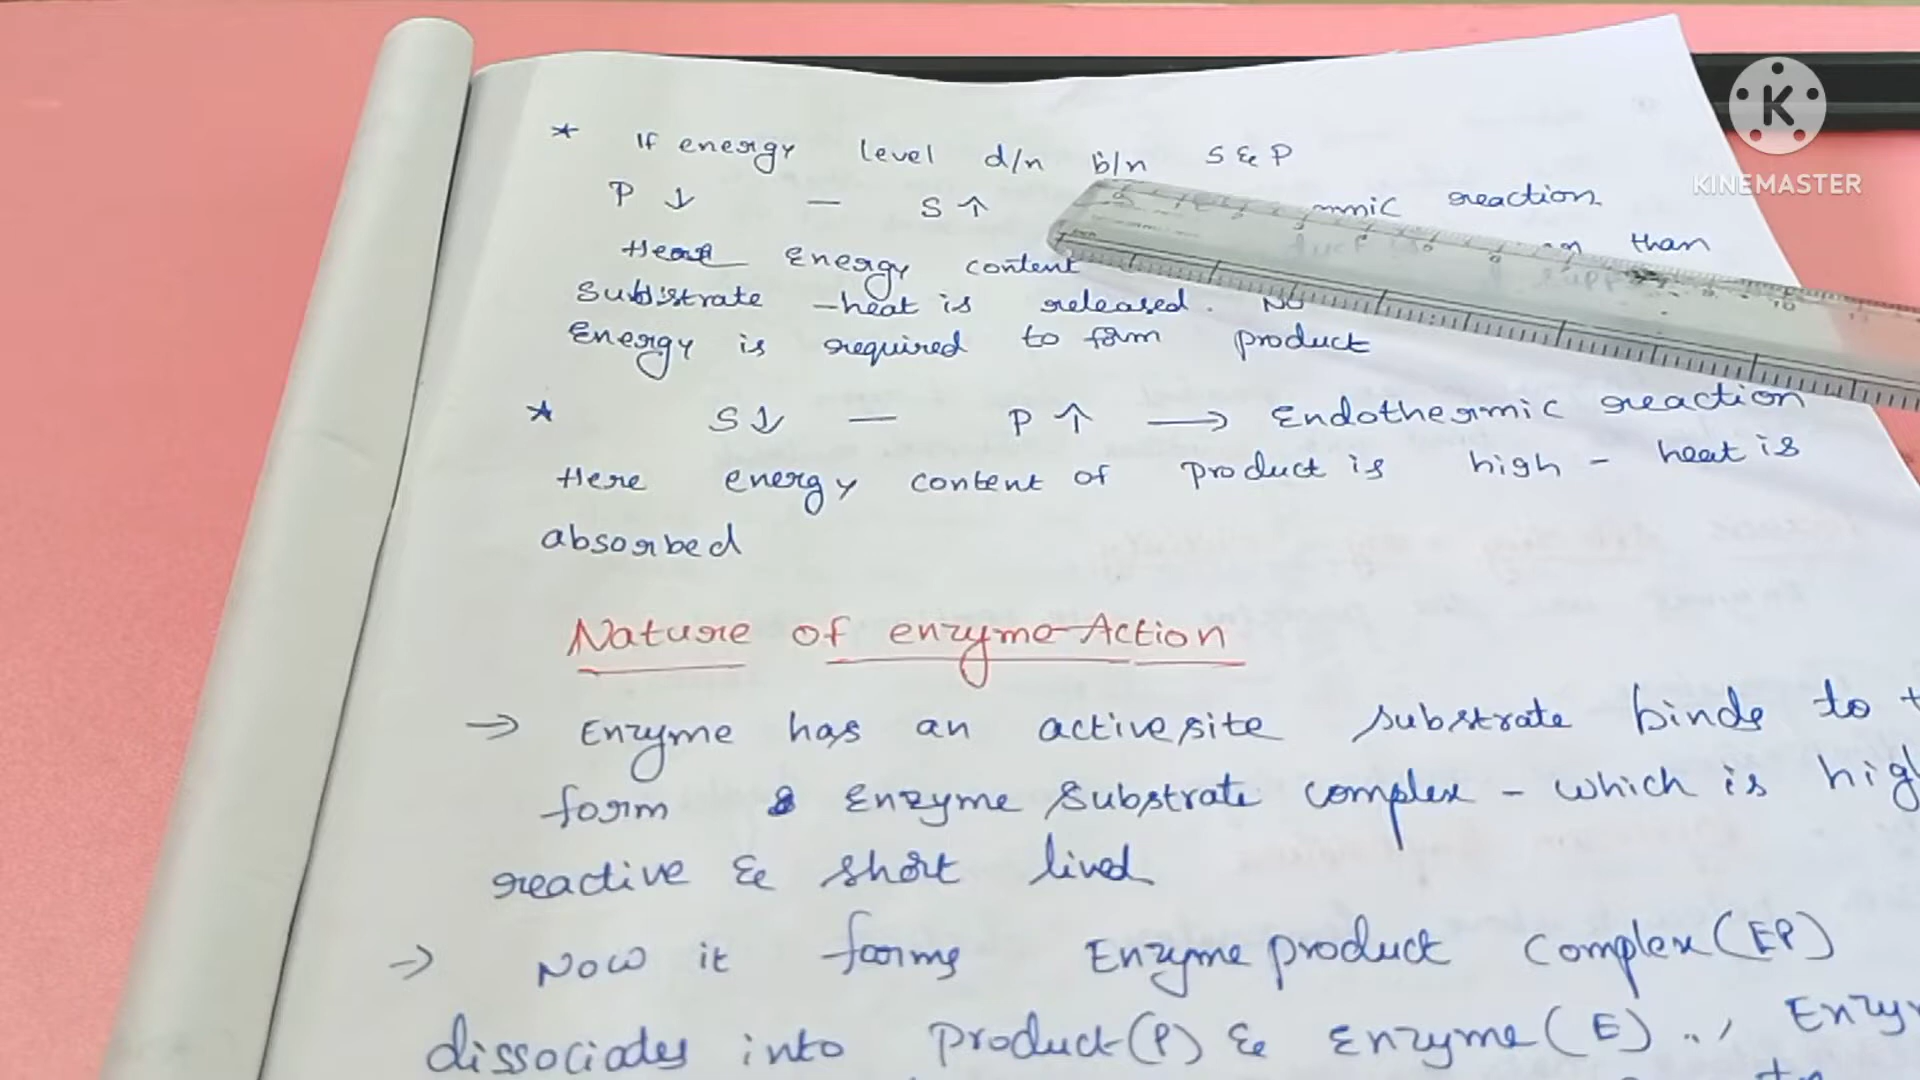 * If energy level d/n b/n S & P
P ↓ — S ↑ reaction
Here energy content than
Substrate - heat is released. No
Energy is required to form product
* S ↓ — P ↑ → Endothermic reaction
Here energy content of product is high - heat is
absorbed
Nature of enzyme Action
→ Enzyme has an active site substrate binds to
form Enzyme substrate complex - which is
reactive & short lived
→ Now it forms Enzyme product complex (EP)
dissociates into product (P) & Enzyme (E)
KINEMASTER